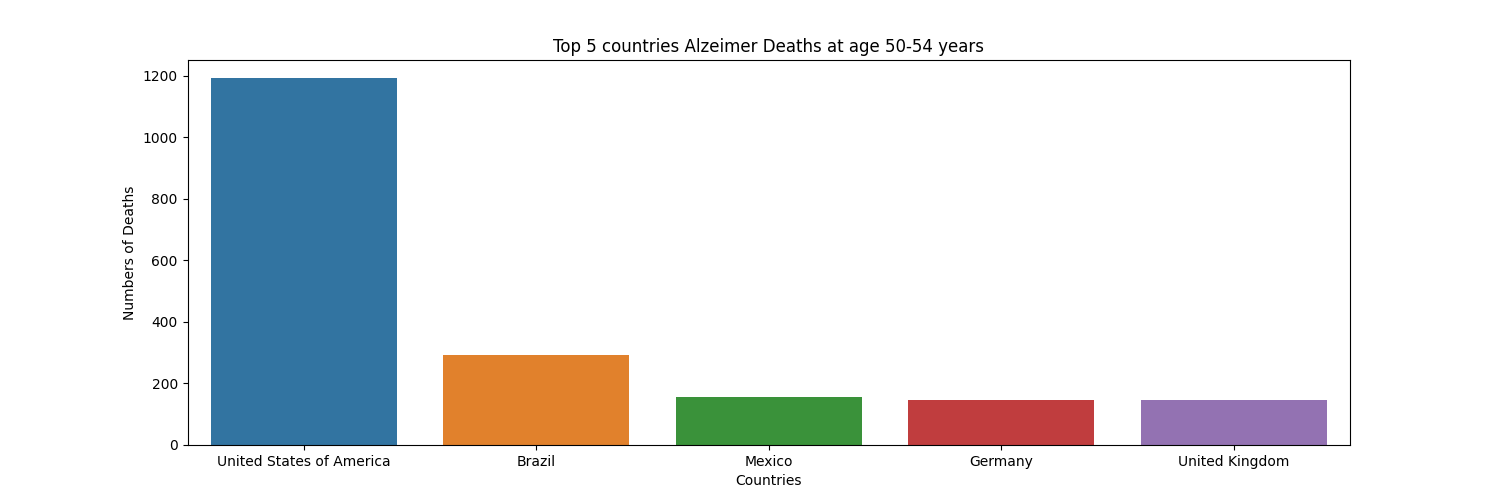 Top 5 countries Alzeimer Deaths at age 50-54 years
1200
1000
800
600
400
200
0
Numbers of Deaths
United States of America
Brazil
Mexico
Germany
United Kingdom
Countries